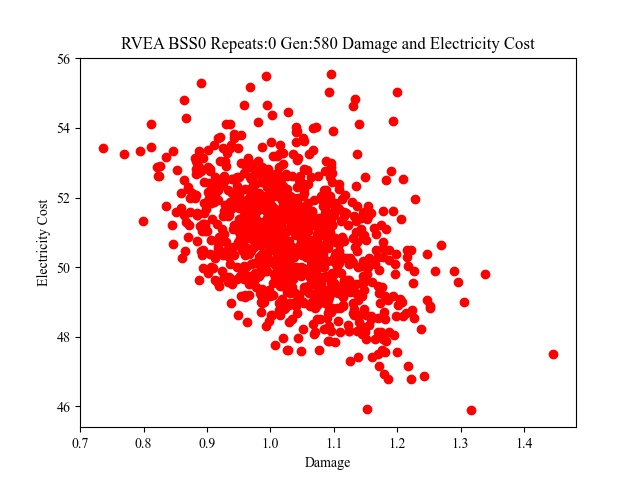 RVEA BSS0 Repeats:0 Gen:580 Damage and Electricity Cost
56
54
52
50
48
46
Electricity Cost
0.7 0.8 0.9 1.0 1.1 1.2 1.3 1.4
Damage